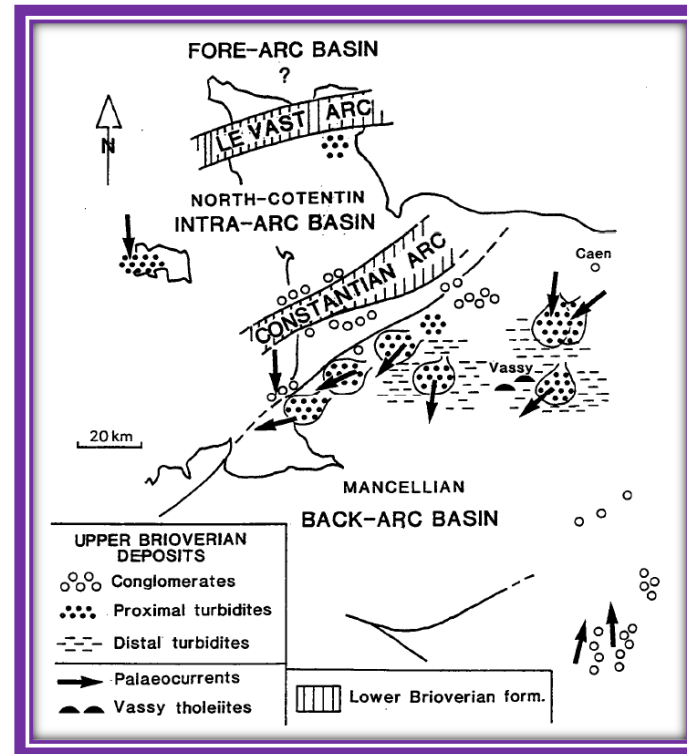 FORE-ARC BASIN
?
LE VAST ARC
N
NORTH-COTENTIN
INTRA-ARC BASIN
Caen
CONSTANTIAN ARC
Vassy
20 km
MANCELLIAN
BACK-ARC BASIN
UPPER BRIOVERIAN
DEPOSITS
Conglomerates
Proximal turbidites
Distal turbidites
Palaeocurrents
Vassy tholeiites
Lower Brioverian form.